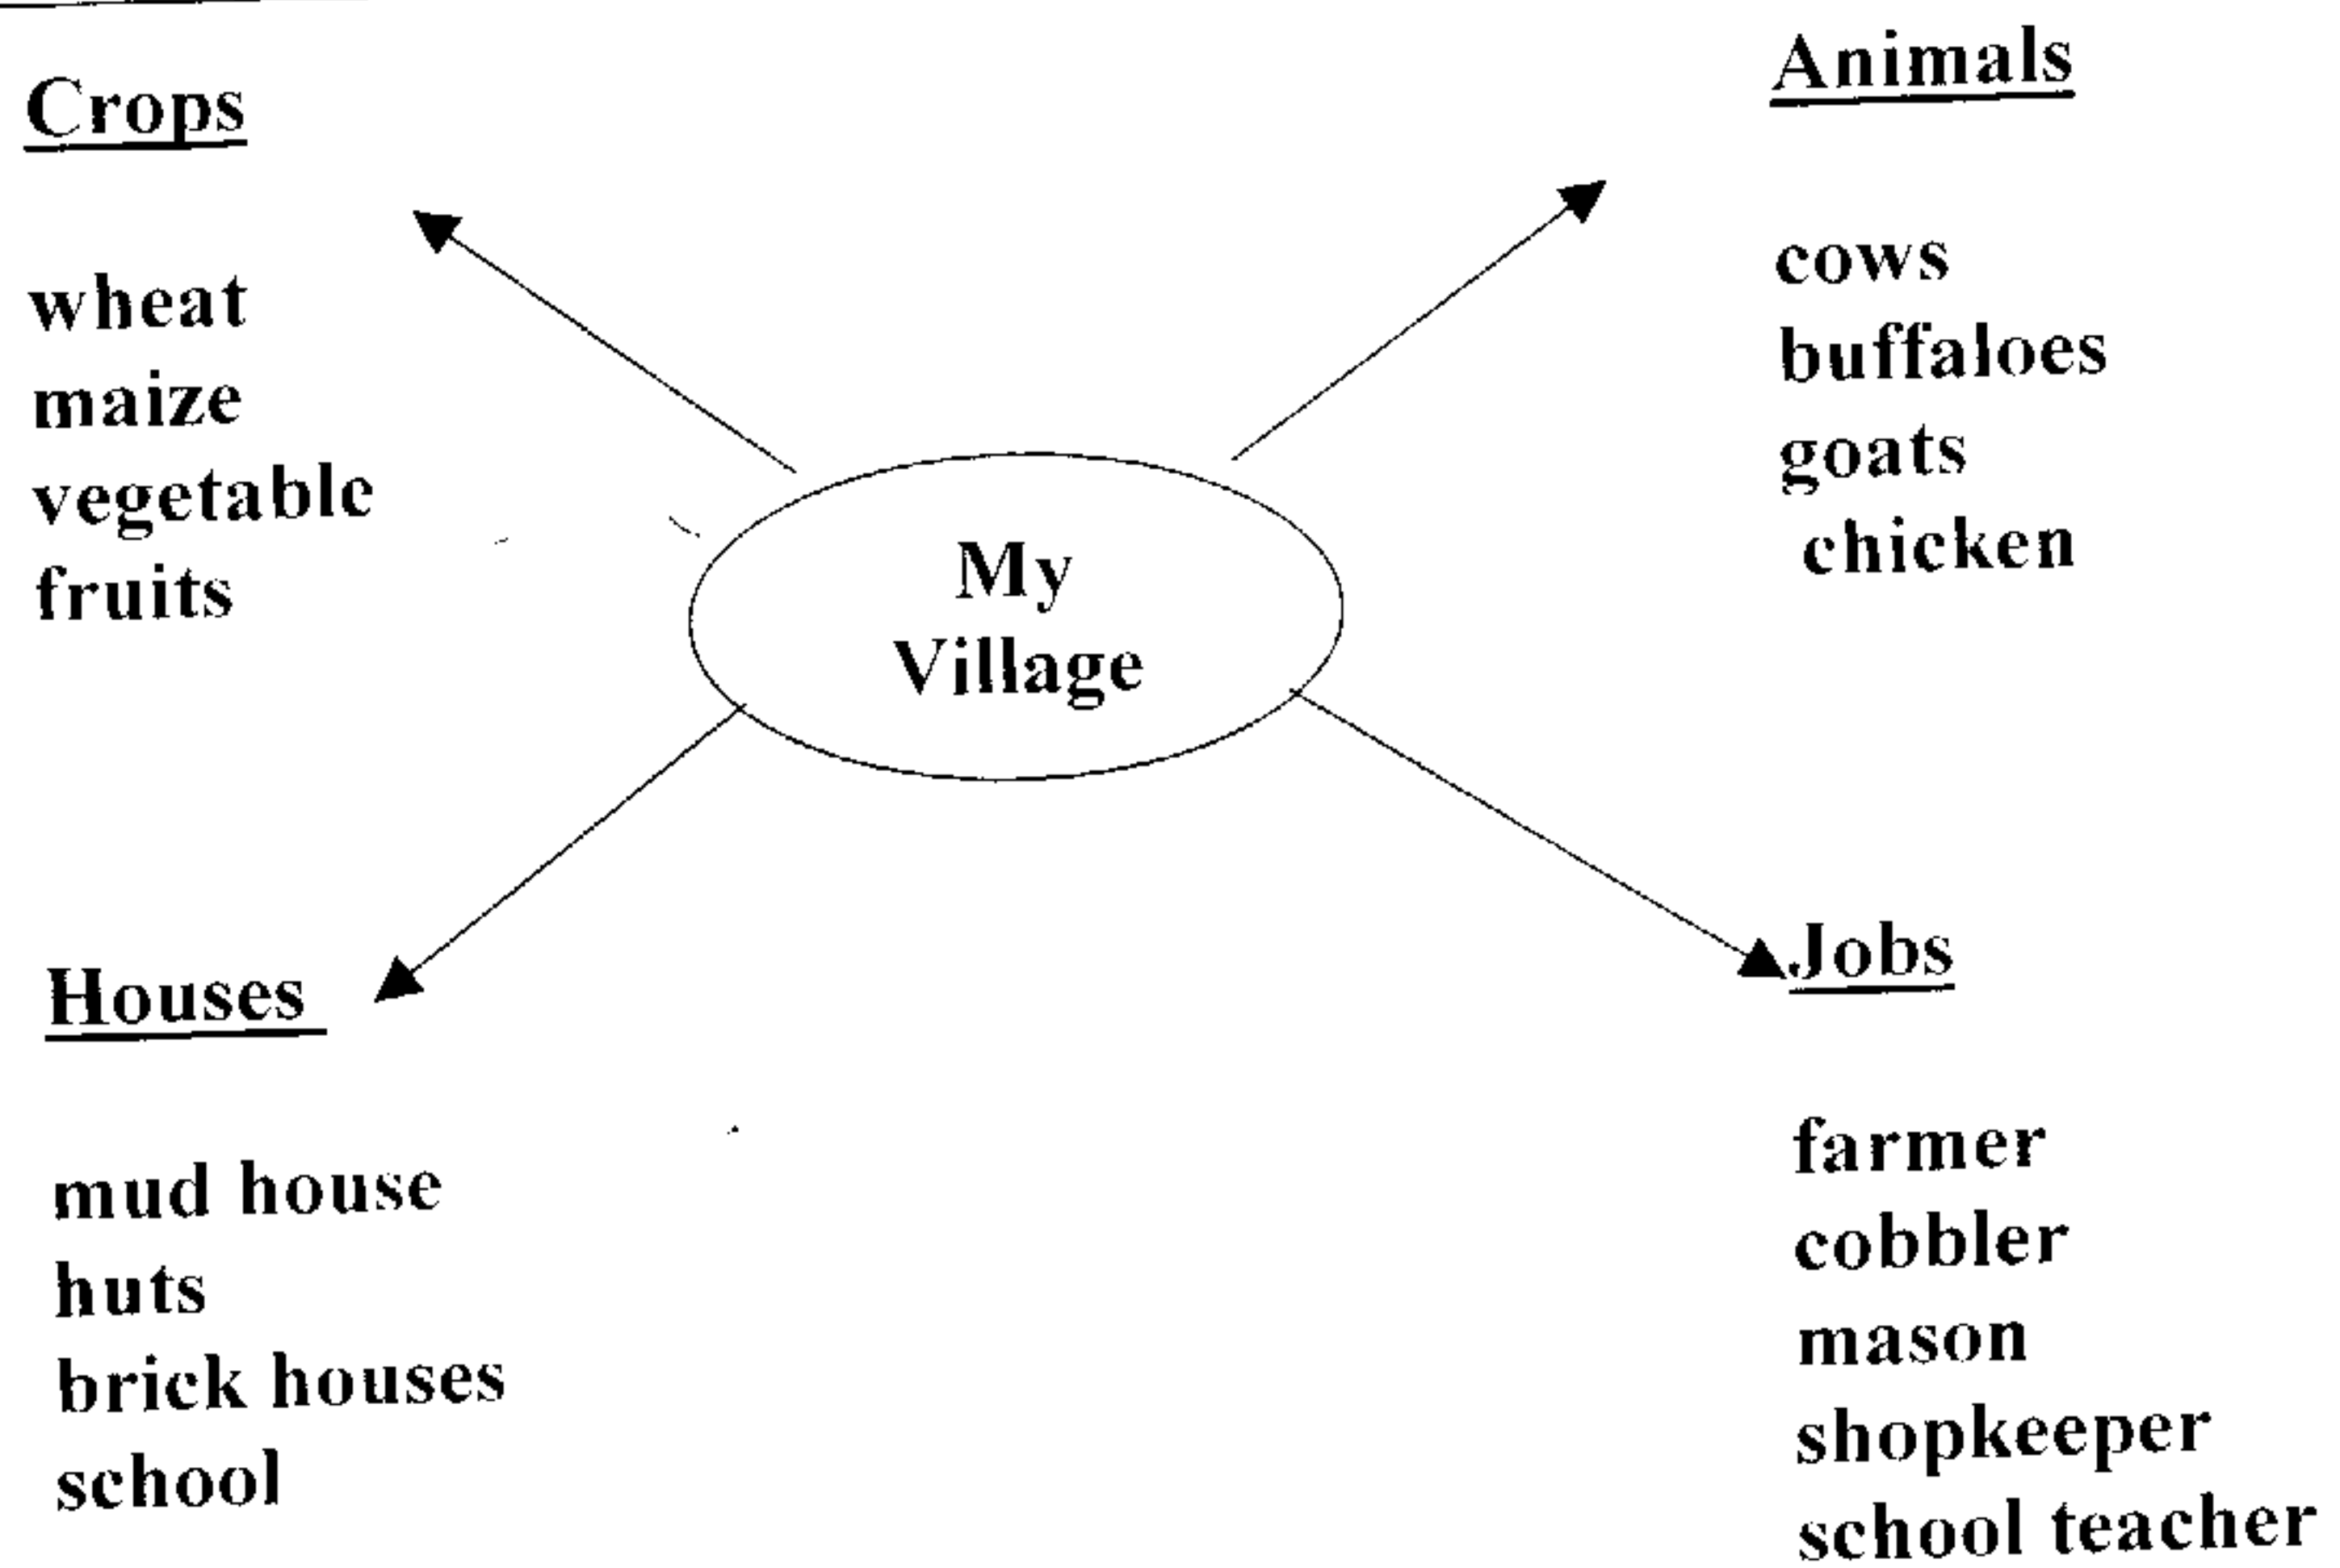 Crops
wheat
maize
vegetable
fruits
Animals
cows
buffaloes
goats
chicken
My
Village
Houses
mud house
huts
brick houses
school
Jobs
farmer
cobbler
mason
shopkeeper
school teacher